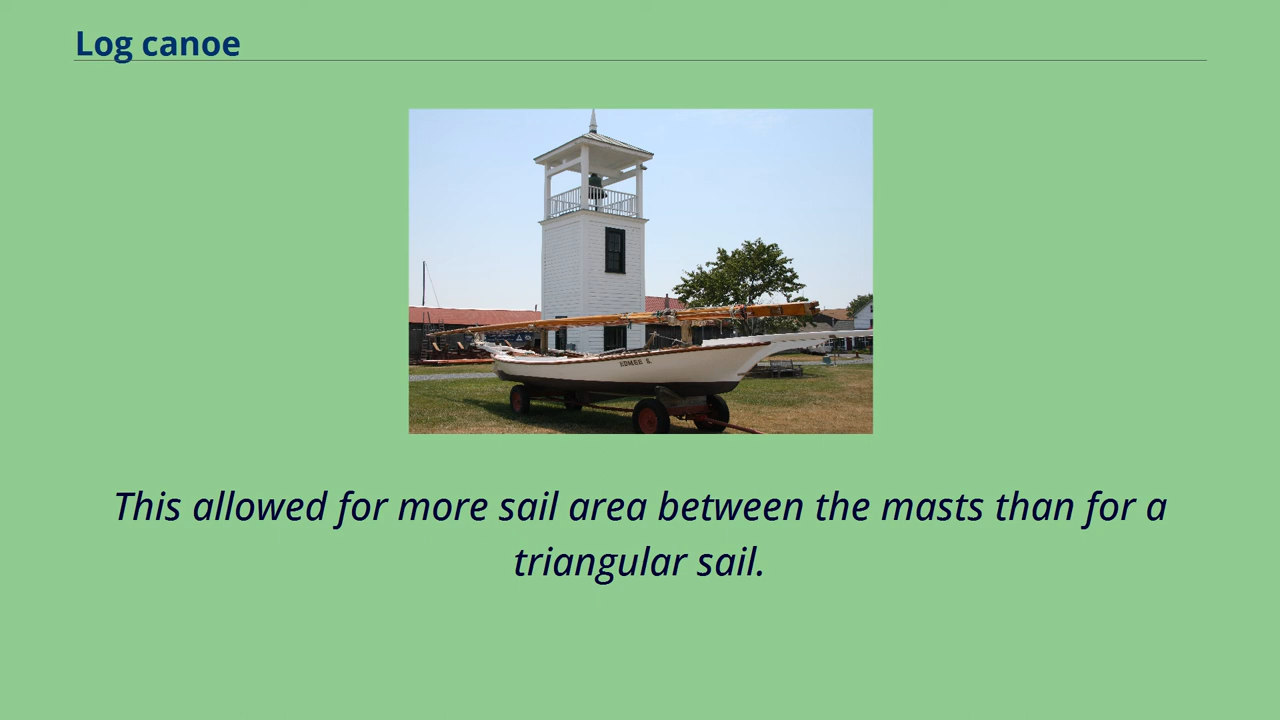 Log canoe
This allowed for more sail area between the masts than for a
triangular sail.